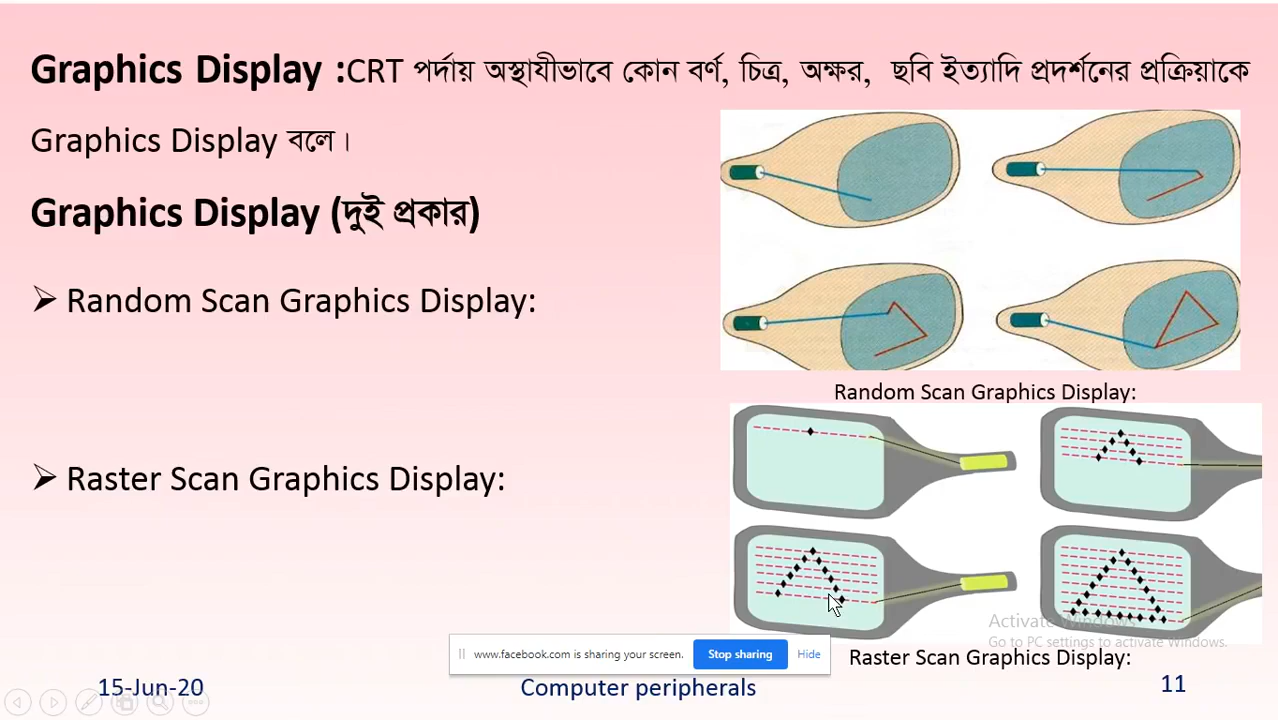 Graphics Display :CRT পর্দায় অস্থাযীভাবে কোন বর্ণ, চিত্র, অক্ষর, ছবি ইত্যাদি প্রদর্শনের প্রক্রিয়াকে
Graphics Display বলে।
Graphics Display (দুই প্রকার)
➢ Random Scan Graphics Display:
Random Scan Graphics Display:
➢ Raster Scan Graphics Display:
Activate Windows
Go to PC settings to activate Windows.
www.facebook.com is sharing your screen. Stop sharing Hide
Raster Scan Graphics Display:
15-Jun-20 Computer peripherals 11